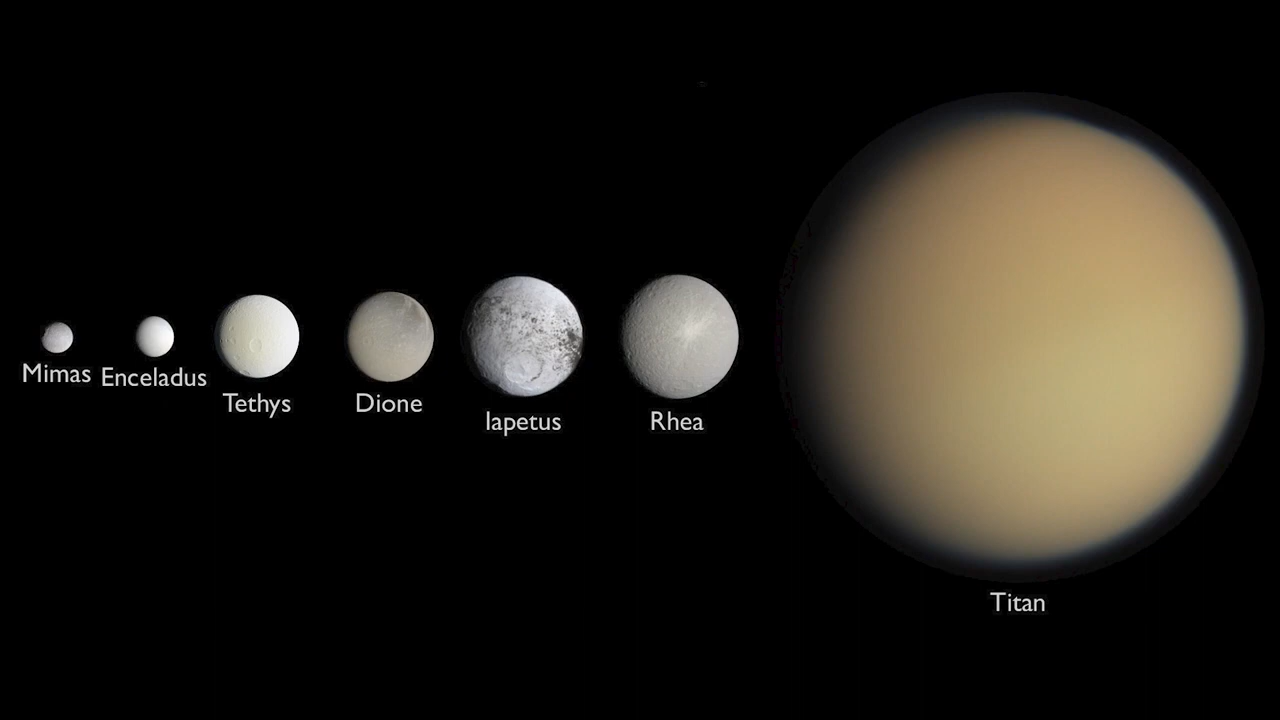 Mimas
Enceladus
Tethys
Dione
Iapetus
Rhea
Titan